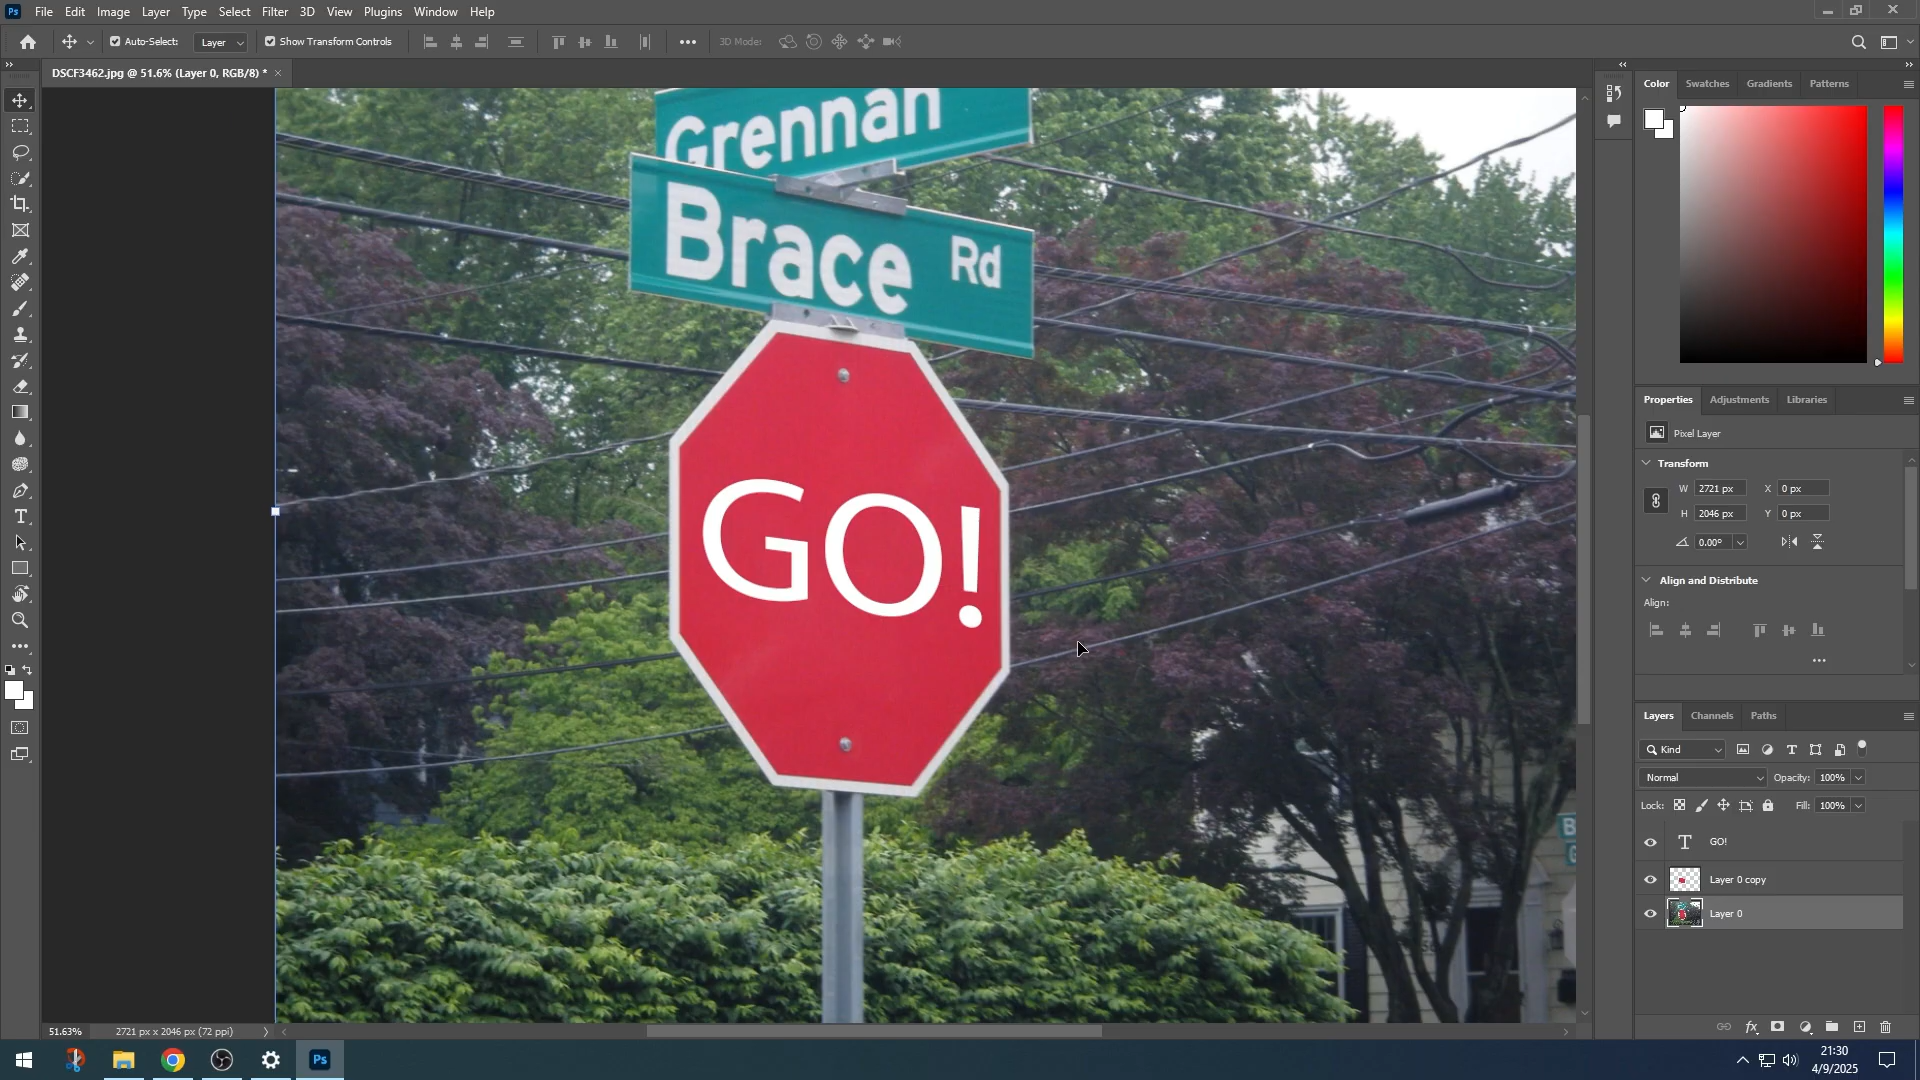 Ps File Edit Image Layer Type Select Filter 3D View Plugins Window Help
Auto-Select: Layer Show Transform Controls 3D Mode:
DSCF3462.jpg @ 51.6% (Layer 0, RGB/8) *
Grennan
Brace Rd
GO!
Color Swatches Gradients Patterns
Properties Adjustments Libraries
Pixel Layer
Transform
W 2721 px X 0 px
H 2046 px Y 0 px
0.00°
Align and Distribute
Align:
Layers Channels Paths
Kind
Normal Opacity: 100%
Lock: Fill: 100%
GO!
Layer 0 copy
Layer 0
fx
51.63% 2721 px x 2046 px (72 ppi)
Ps
21:30
4/9/2025